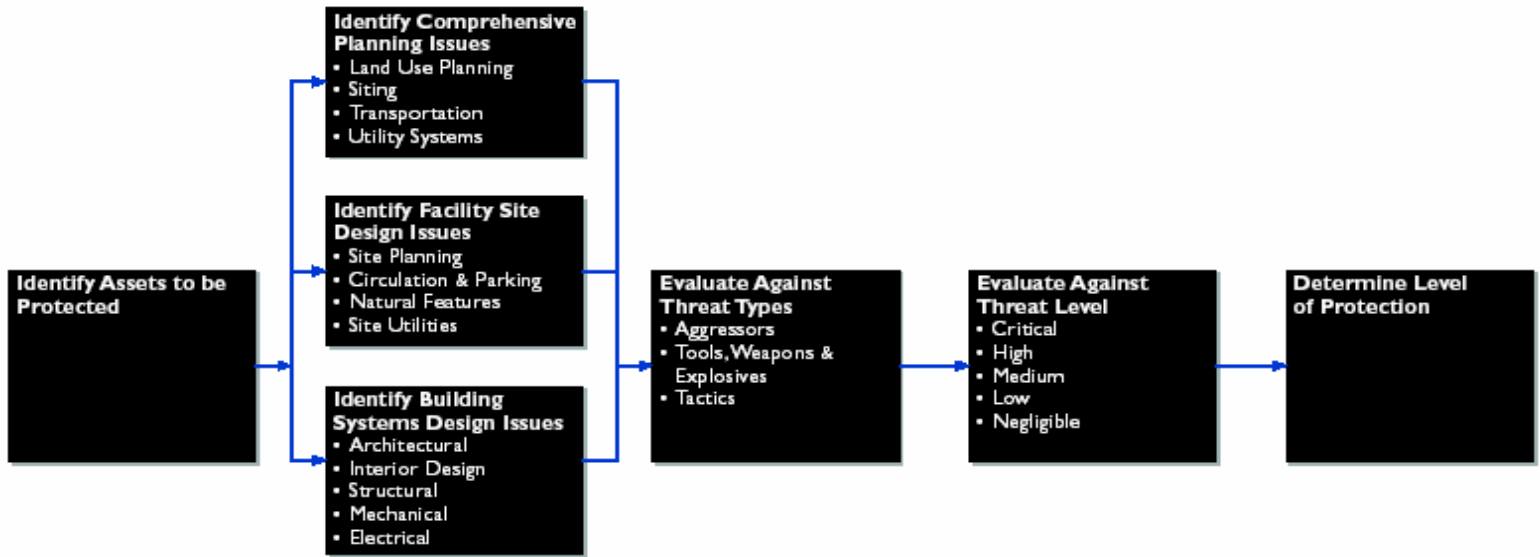 Identify Assets to be
Protected
Identify Comprehensive
Planning Issues
• Land Use Planning
• Siting
• Transportation
• Utility Systems
Identify Facility Site
Design Issues
• Site Planning
• Circulation & Parking
• Natural Features
• Site Utilities
Identify Building
Systems Design Issues
• Architectural
• Interior Design
• Structural
• Mechanical
• Electrical
Evaluate Against
Threat Types
• Aggressors
• Tools, Weapons &
Explosives
• Tactics
Evaluate Against
Threat Level
• Critical
• High
• Medium
• Low
• Negligible
Determine Level
of Protection